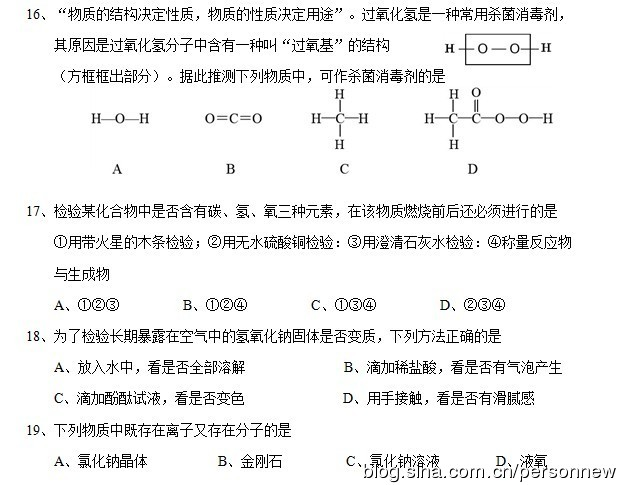 16、“物质的结构决定性质，物质的性质决定用途”。过氧化氢是一种常用杀菌消毒剂，
其原因是过氧化氢分子中含有一种叫“过氧基”的结构
H—O—O—H
（方框框出部分）。据此推测下列物质中，可作杀菌消毒剂的是
H H O
H—O—H O=C=O H—C—H H—C—C—O—O—H
H H
A B C D
17、检验某化合物中是否含有碳、氢、氧三种元素，在该物质燃烧前后还必须进行的是
①用带火星的木条检验；②用无水硫酸铜检验：③用澄清石灰水检验：④称量反应物
与生成物
A、①②③ B、①②④ C、①③④ D、②③④
18、为了检验长期暴露在空气中的氢氧化钠固体是否变质，下列方法正确的是
A、放入水中，看是否全部溶解 B、滴加稀盐酸，看是否有气泡产生
C、滴加酚酞试液，看是否变色 D、用手接触，看是否有滑腻感
19、下列物质中既存在离子又存在分子的是
A、氯化钠晶体 B、金刚石 C、氯化钠溶液 D、液氧
blog.sina.com.cn/personnew